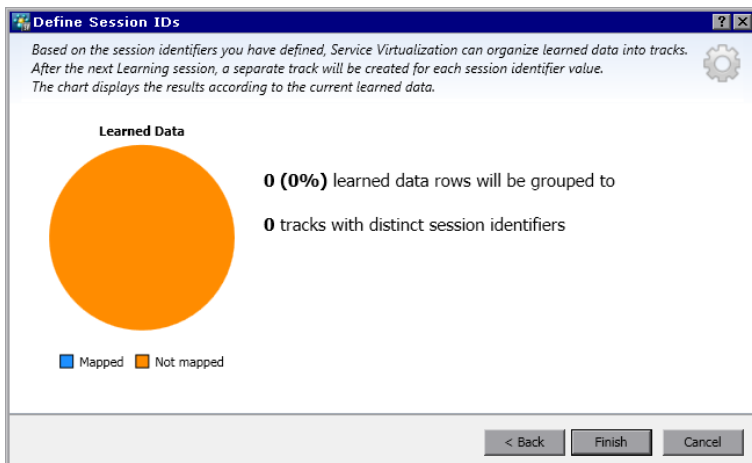 Define Session IDs
? X
Based on the session identifiers you have defined, Service Virtualization can organize learned data into tracks.
After the next Learning session, a separate track will be created for each session identifier value.
The chart displays the results according to the current learned data.
Learned Data
0 (0%) learned data rows will be grouped to
0 tracks with distinct session identifiers
Mapped Not mapped
< Back Finish Cancel